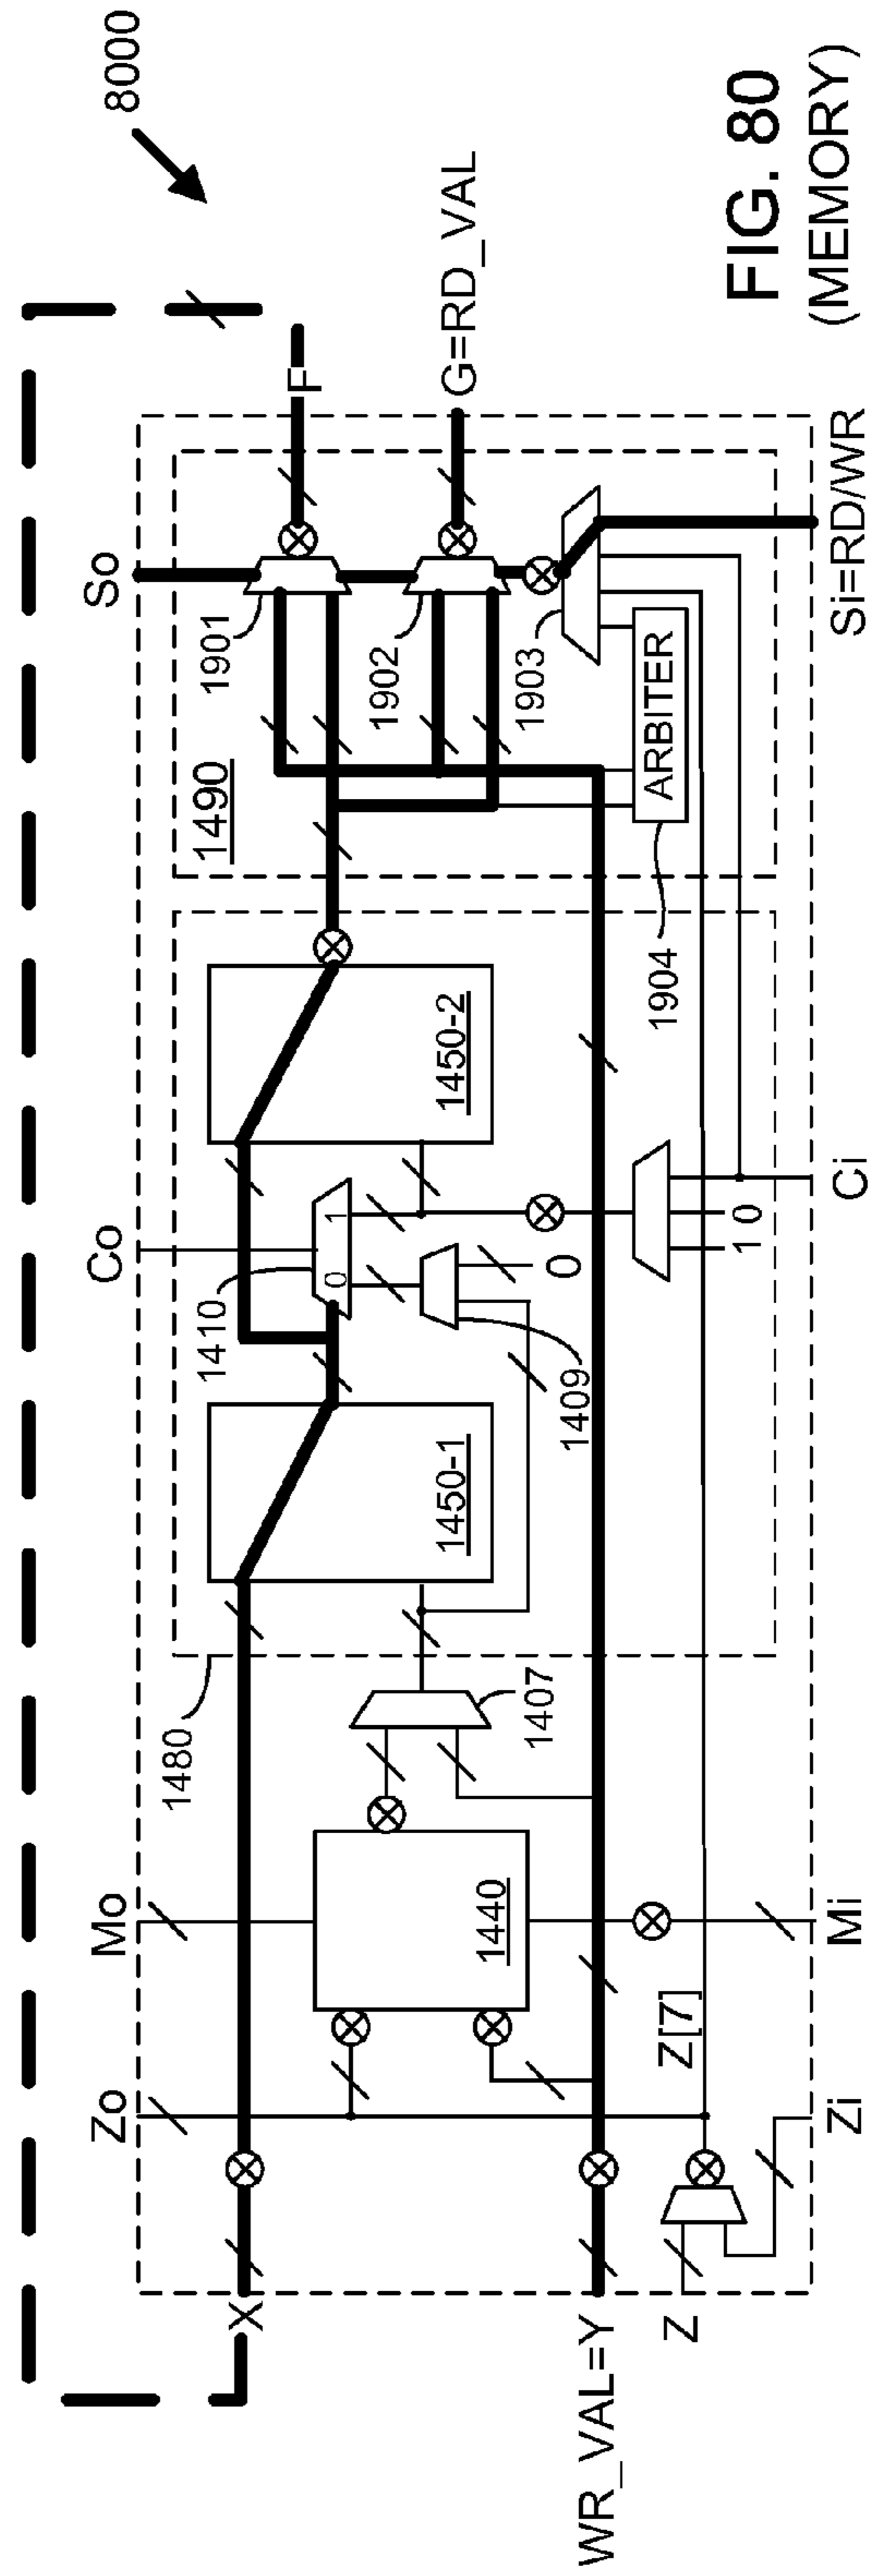 8000
So
Co
Mo
Zo
F
G=RD_VAL
1901
1902
1903
1904
ARBITER
1490
1450-2
1410
0 1
1409
0
1 0
1450-1
1480
1407
1440
Z[7]
X
WR_VAL=Y
Z
Zi
Mi
Ci
Si=RD/WR
FIG. 80
(MEMORY)